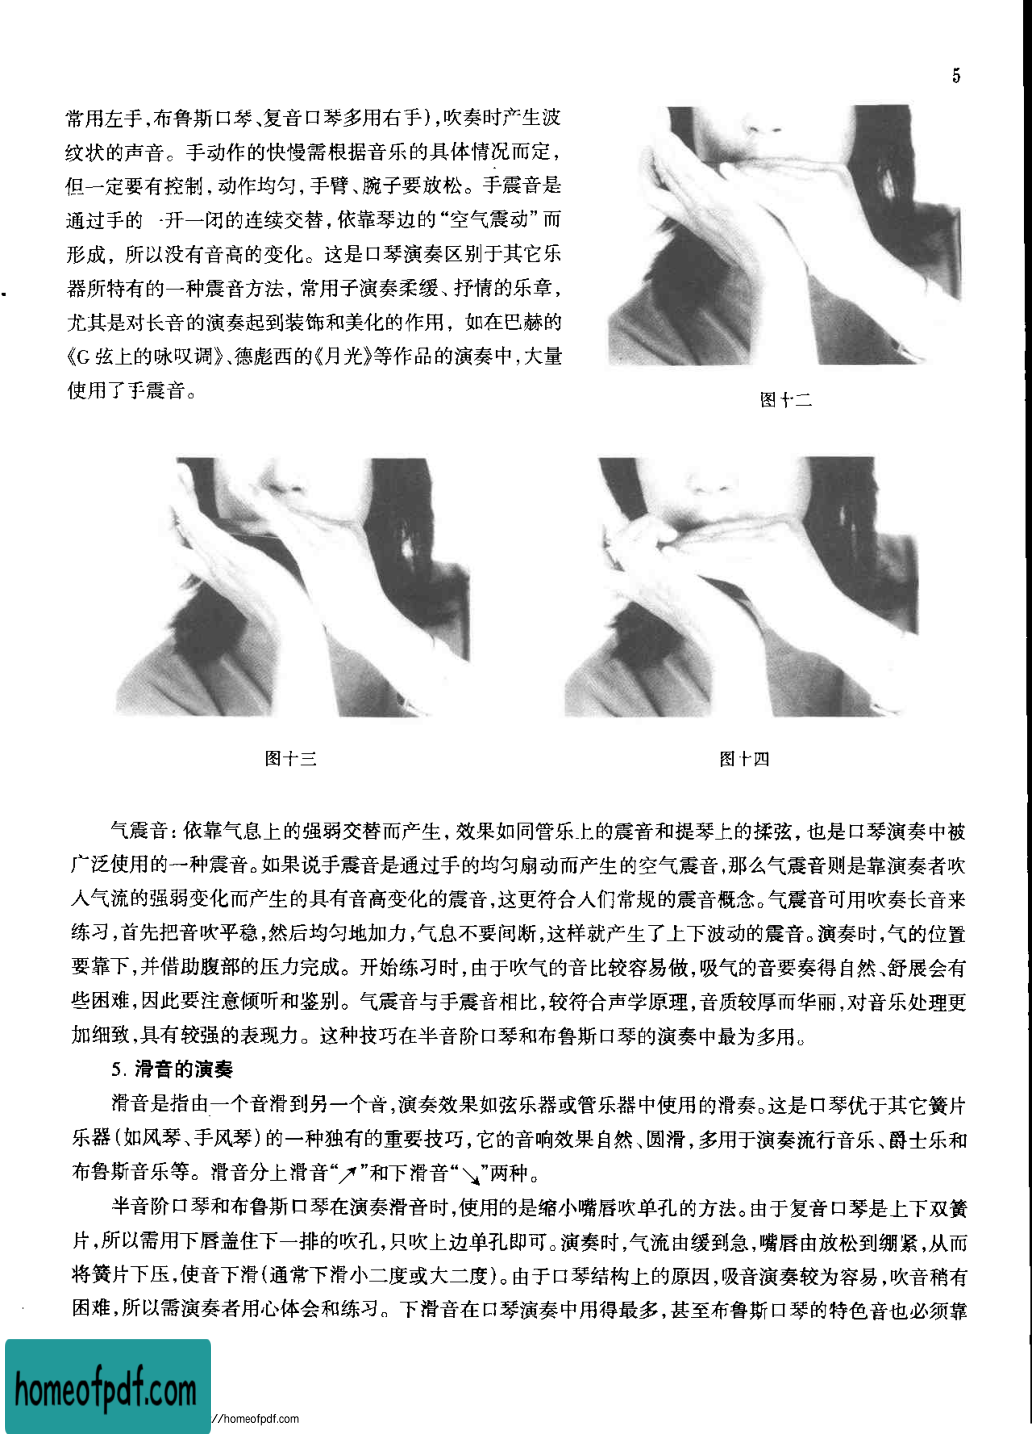 5
常用左手,布鲁斯口琴、复音口琴多用右手),吹奏时产生波
纹状的声音。手动作的快慢需根据音乐的具体情况而定,
但一定要有控制,动作均匀,手臂、腕子要放松。手震音是
通过手的一开一闭的连续交替,依靠琴边的“空气震动”而
形成,所以没有音高的变化。这是口琴演奏区别于其它乐
器所特有的一种震音方法,常用子演奏柔缓、抒情的乐章,
尤其是对长音的演奏起到装饰和美化的作用,如在巴赫的
《G弦上的咏叹调》、德彪西的《月光》等作品的演奏中,大量
使用了手震音。
图十二
图十三
图十四
气震音:依靠气息上的强弱交替而产生,效果如同管乐上的震音和提琴上的揉弦,也是口琴演奏中被
广泛使用的一种震音。如果说手震音是通过手的均匀扇动而产生的空气震音,那么气震音则是靠演奏者吹
入气流的强弱变化而产生的具有音高变化的震音,这更符合人们常规的震音概念。气震音可用吹奏长音来
练习,首先把音吹平稳,然后均匀地加力,气息不要间断,这样就产生了上下波动的震音。演奏时,气的位置
要靠下,并借助腹部的压力完成。开始练习时,由于吹气的音比较容易做,吸气的音要奏得自然、舒展会有
些困难,因此要注意倾听和鉴别。气震音与手震音相比,较符合声学原理,音质较厚而华丽,对音乐处理更
加细致,具有较强的表现力。这种技巧在半音阶口琴和布鲁斯口琴的演奏中最为多用。
5. 滑音的演奏
滑音是指由一个音滑到另一个音,演奏效果如弦乐器或管乐器中使用的滑奏。这是口琴优于其它簧片
乐器(如风琴、手风琴)的一种独有的重要技巧,它的音响效果自然、圆滑,多用于演奏流行音乐、爵士乐和
布鲁斯音乐等。滑音分上滑音“↗”和下滑音“↘”两种。
半音阶口琴和布鲁斯口琴在演奏滑音时,使用的是缩小嘴唇吹单孔的方法。由于复音口琴是上下双簧
片,所以需用下唇盖住下一排的吹孔,只吹上边单孔即可。演奏时,气流由缓到急,嘴唇由放松到绷紧,从而
将簧片下压,使音下滑(通常下滑小二度或大二度)。由于口琴结构上的原因,吸音演奏较为容易,吹音稍有
困难,所以需演奏者用心体会和练习。下滑音在口琴演奏中用得最多,甚至布鲁斯口琴的特色音也必须靠
homeofpdf.com
//homeofpdf.com